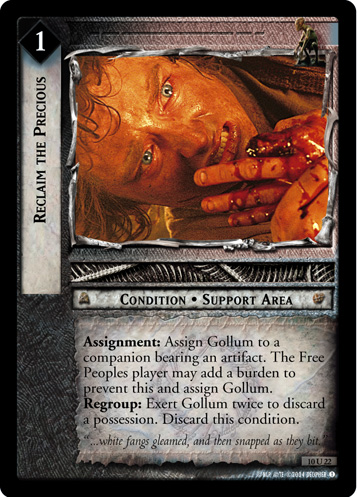 1
RECLAIM THE PRECIOUS
CONDITION • SUPPORT AREA
Assignment: Assign Gollum to a
companion bearing an artifact. The Free
Peoples player may add a burden to
prevent this and assign Gollum.
Regroup: Exert Gollum twice to discard
a possession. Discard this condition.
"...white fangs gleamed, and then snapped as they bit."
10 U 22